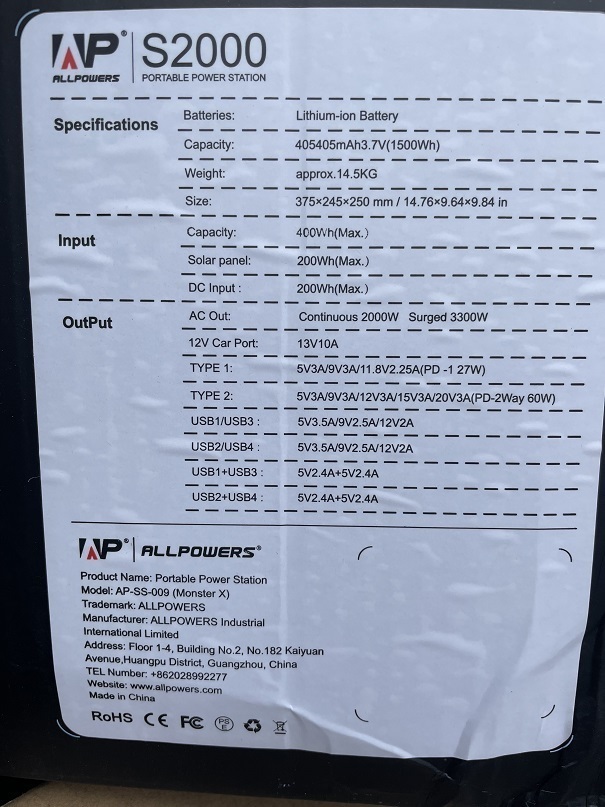 AP® S2000
ALLPOWERS PORTABLE POWER STATION
Specifications Batteries: Lithium-ion Battery
Capacity: 405405mAh3.7V(1500Wh)
Weight: approx.14.5KG
Size: 375×245×250 mm / 14.76×9.64×9.84 in
Input Capacity: 400Wh(Max.)
Solar panel: 200Wh(Max.)
DC Input : 200Wh(Max.)
OutPut AC Out: Continuous 2000W Surged 3300W
12V Car Port: 13V10A
TYPE 1: 5V3A/9V3A/11.8V2.25A(PD -1 27W)
TYPE 2: 5V3A/9V3A/12V3A/15V3A/20V3A(PD-2Way 60W)
USB1/USB3 : 5V3.5A/9V2.5A/12V2A
USB2/USB4 : 5V3.5A/9V2.5A/12V2A
USB1+USB3 : 5V2.4A+5V2.4A
USB2+USB4 : 5V2.4A+5V2.4A
AP® ALLPOWERS®
Product Name: Portable Power Station
Model: AP-SS-009 (Monster X)
Trademark: ALLPOWERS
Manufacturer: ALLPOWERS Industrial
International Limited
Address: Floor 1-4, Building No.2, No.182 Kaiyuan
Avenue,Huangpu District, Guangzhou, China
TEL Number: +862028992277
Website: www.allpowers.com
Made in China
RoHS CE FC PSE